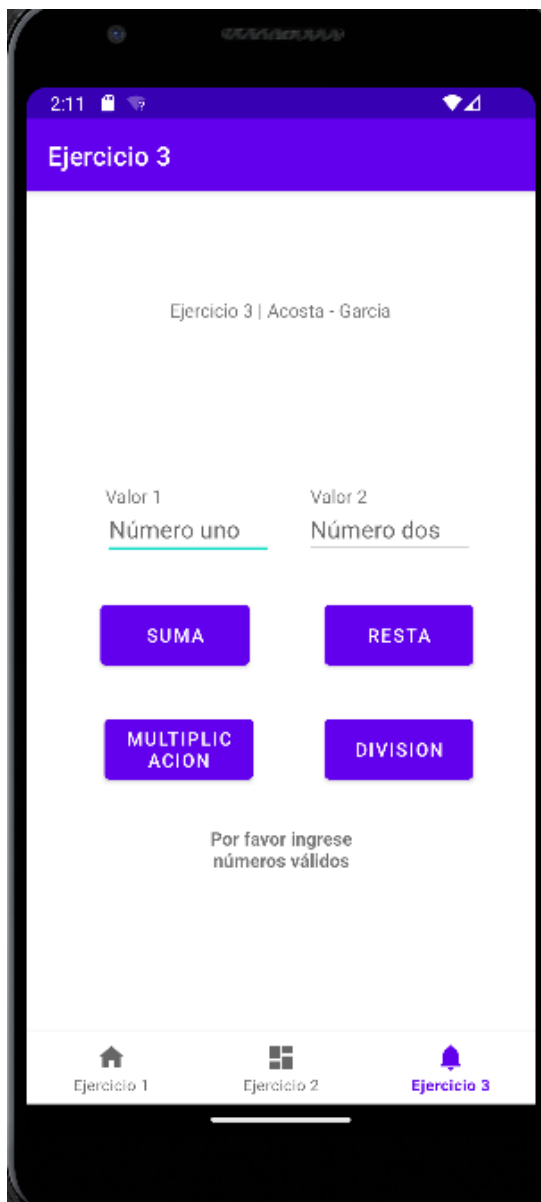 2:11
Ejercicio 3
Ejercicio 3 | Acosta - Garcia
Valor 1
Valor 2
Número uno
Número dos
SUMA
RESTA
MULTIPLIC
ACION
DIVISION
Por favor ingrese
números válidos
Ejercicio 1
Ejercicio 2
Ejercicio 3